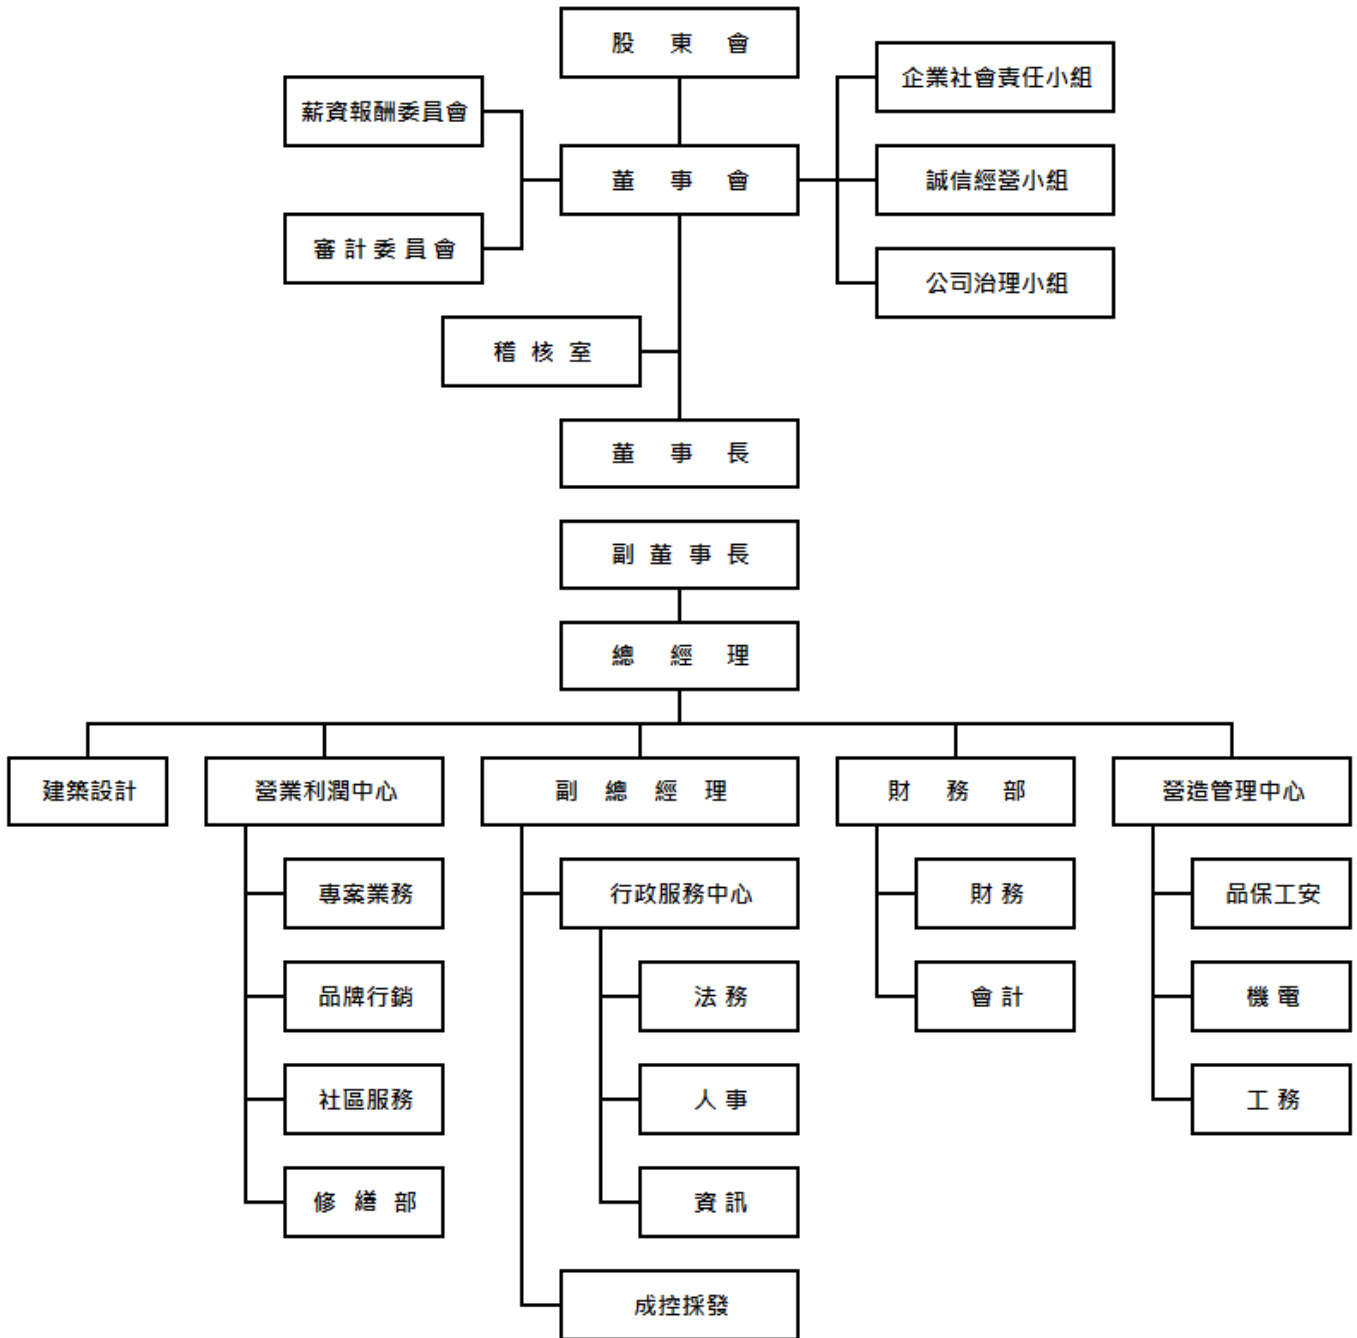 股東會
企業社會責任小組
薪資報酬委員會
董事會
誠信經營小組
審計委員會
公司治理小組
稽核室
董事長
副董事長
總經理
建築設計
營業利潤中心
副總經理
財務部
營造管理中心
專案業務
行政服務中心
財務
品保工安
品牌行銷
法務
會計
機電
社區服務
人事
工務
修繕部
資訊
成控採發